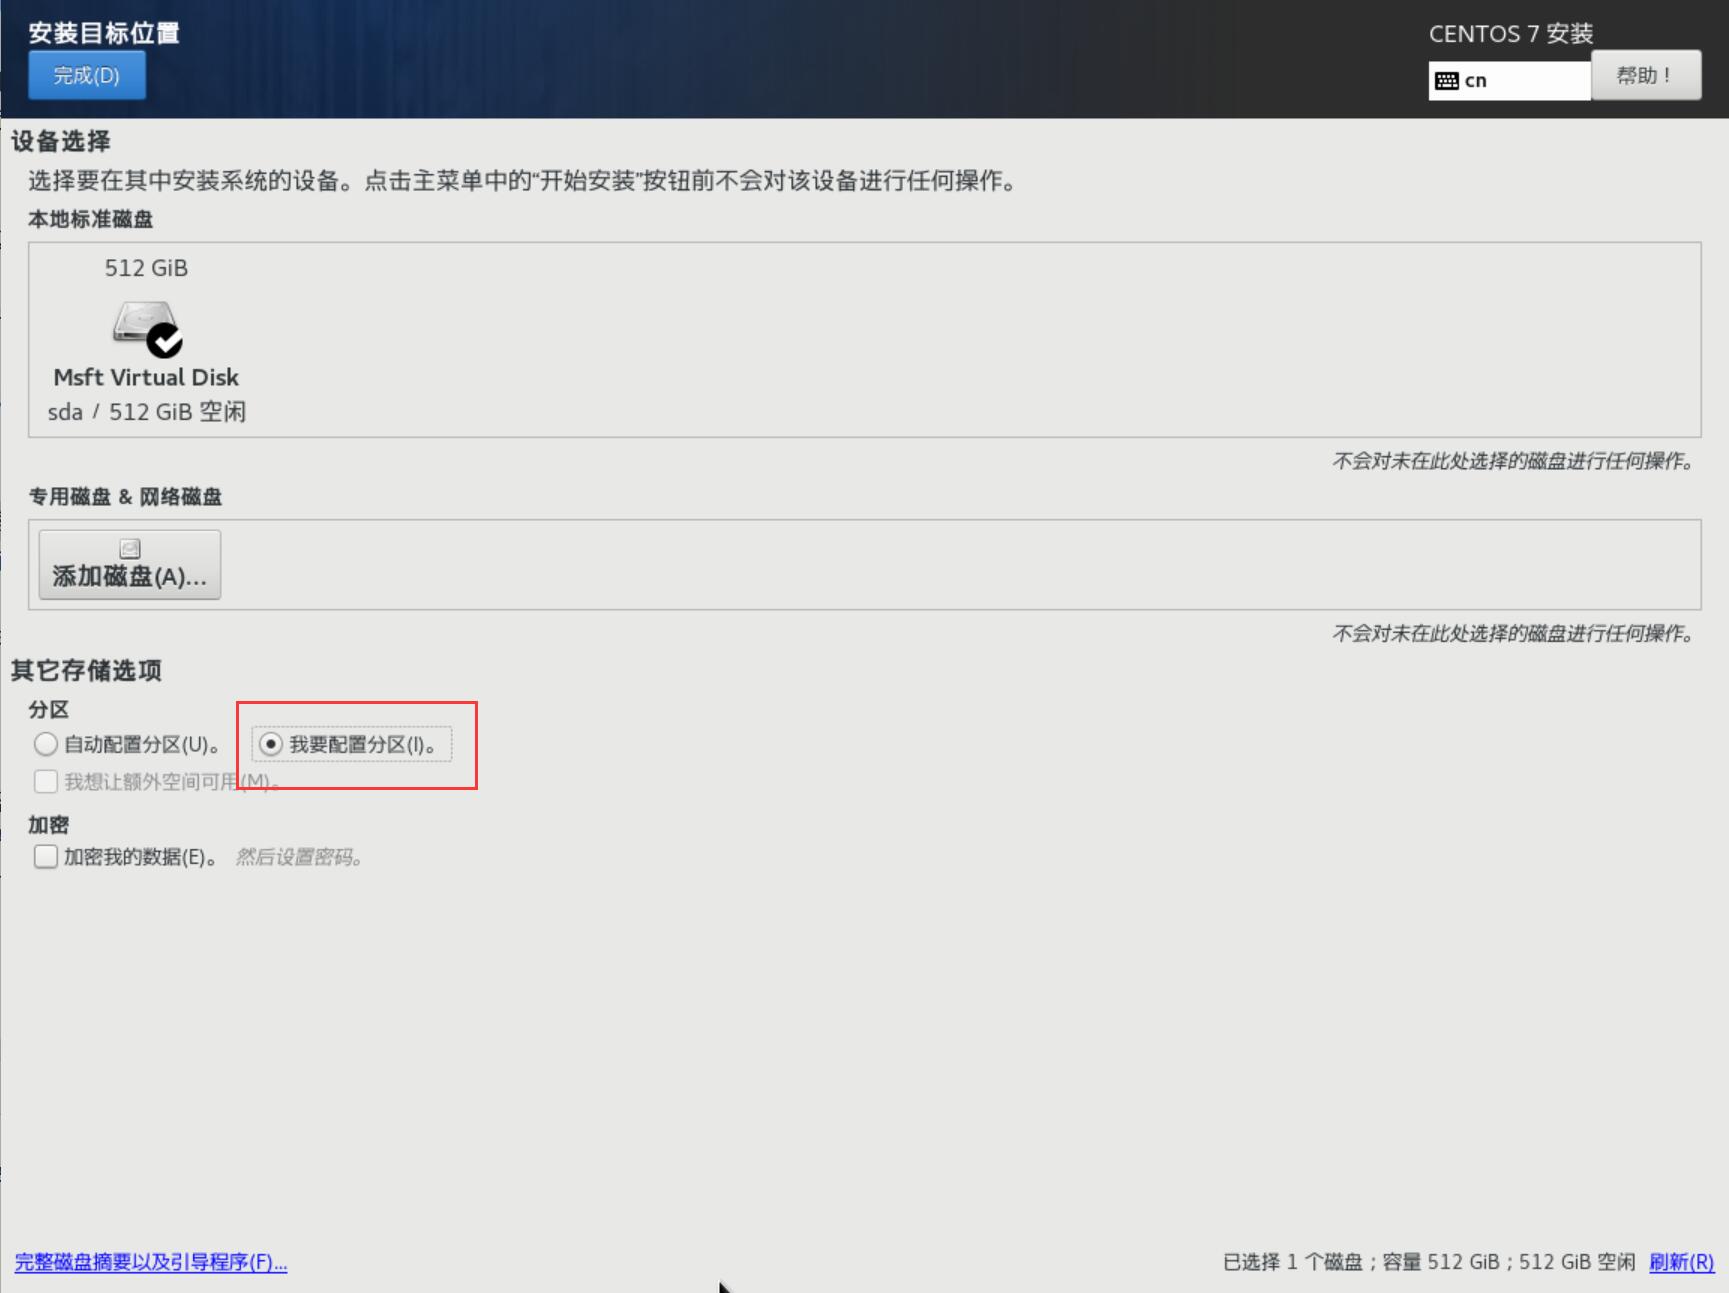 安装目标位置
CENTOS 7 安装
完成(D)
cn
帮助！
设备选择
选择要在其中安装系统的设备。点击主菜单中的“开始安装”按钮前不会对该设备进行任何操作。
本地标准磁盘
512 GiB
Msft Virtual Disk
sda / 512 GiB 空闲
不会对未在此处选择的磁盘进行任何操作。
专用磁盘 & 网络磁盘
添加磁盘(A)...
不会对未在此处选择的磁盘进行任何操作。
其它存储选项
分区
自动配置分区(U)。 我要配置分区(I)。
我想让额外空间可用(M)。
加密
加密我的数据(E)。 然后设置密码。
完整磁盘摘要以及引导程序(F)...
已选择 1 个磁盘；容量 512 GiB；512 GiB 空闲 刷新(R)